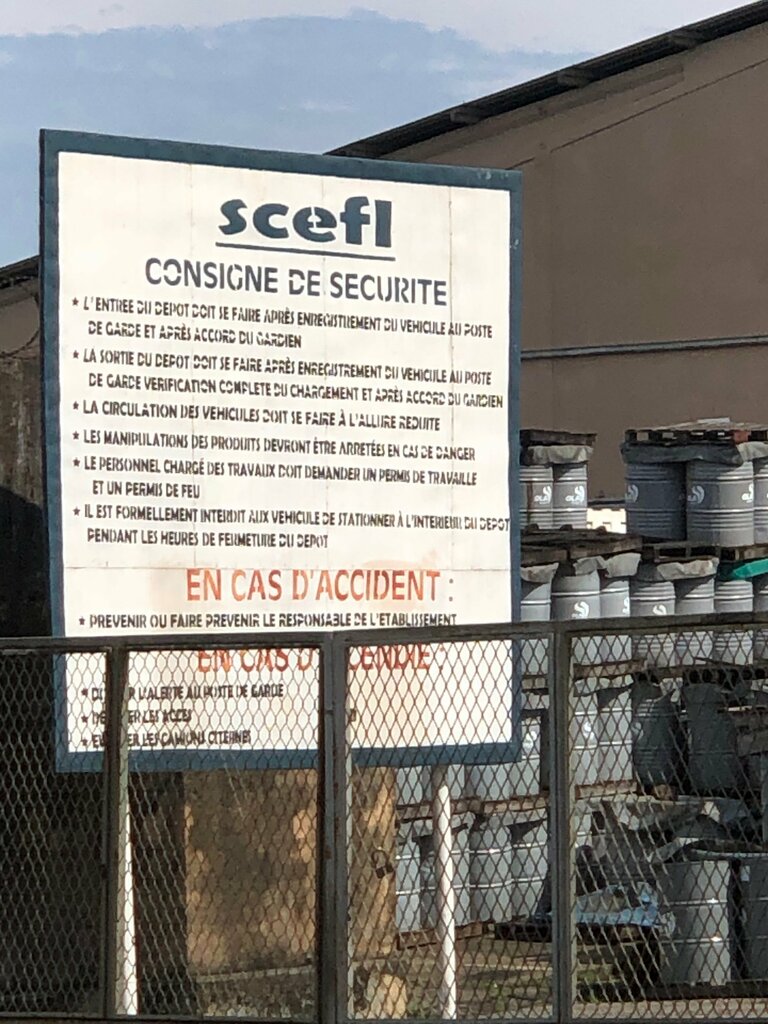 scefl
CONSIGNE DE SECURITE
* L'ENTREE DU DEPOT DOIT SE FAIRE APRÈS ENREGISTREMENT DU VEHICULE AU POSTE
DE GARDE ET APRÈS ACCORD DU GARDIEN
* LA SORTIE DU DEPOT DOIT SE FAIRE APRÈS ENREGISTREMENT DU VEHICULE AU POSTE
DE GARDE VERIFICATION COMPLETE DU CHARGEMENT ET APRÈS ACCORD DU GARDIEN
* LA CIRCULATION DES VEHICULES DOIT SE FAIRE À L'ALLURE REDUITE
* LES MANIPULATIONS DES PRODUITS DEVRONT ÊTRE ARRETÉES EN CAS DE DANGER
* LE PERSONNEL CHARGÉ DES TRAVAUX DOIT DEMANDER UN PERMIS DE TRAVAILLE
ET UN PERMIS DE FEU
* IL EST FORMELLEMENT INTERDIT AUX VEHICULE DE STATIONNER À L'INTERIEUR DU DEPOT
PENDANT LES HEURES DE FERMETURE DU DEPOT
EN CAS D'ACCIDENT :
* PREVENIR OU FAIRE PREVENIR LE RESPONSABLE DE L'ETABLISSEMENT
EN CAS D'INCENDIE :
* L'ALERTE AU POSTE DE GARDE
* LES ACCES
* LES CAMIONS CITERNES